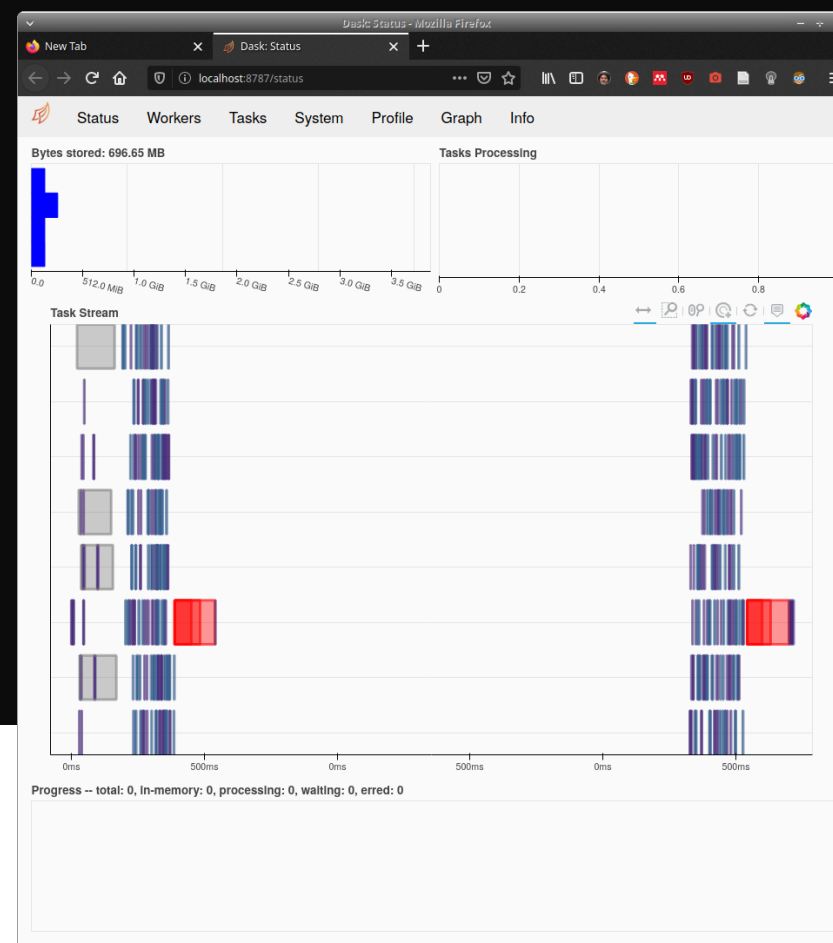 Dask: Status - Mozilla Firefox
New Tab
Dask: Status
localhost:8787/status
Status Workers Tasks System Profile Graph Info
Bytes stored: 696.65 MB
Tasks Processing
0.0 512.0 MiB 1.0 GiB 1.5 GiB 2.0 GiB 2.5 GiB 3.0 GiB 3.5 GiB
0 0.2 0.4 0.6 0.8
Task Stream
0ms 500ms 0ms 500ms 0ms 500ms
Progress -- total: 0, in-memory: 0, processing: 0, waiting: 0, erred: 0